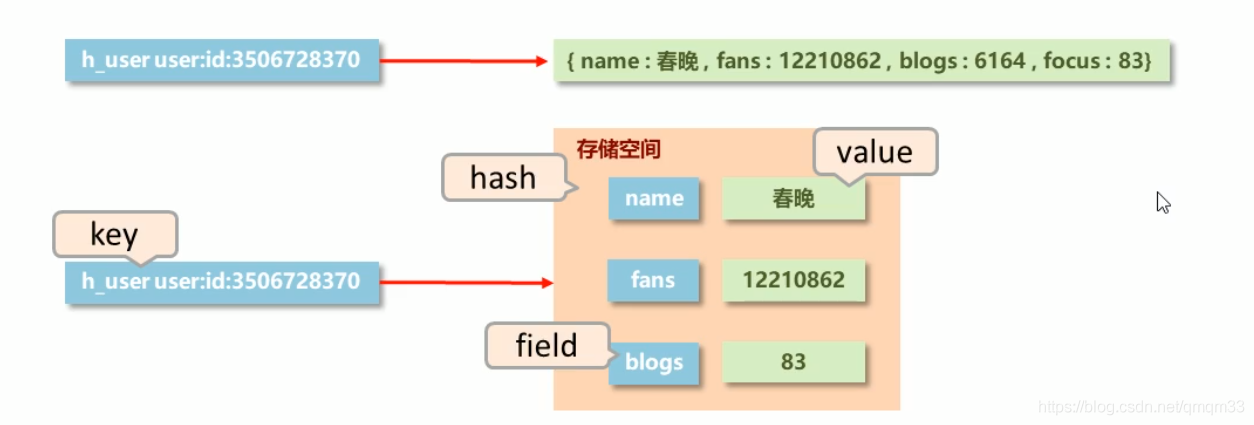 h_user user:id:3506728370
{ name : 春晚 , fans : 12210862 , blogs : 6164 , focus : 83}
存储空间
value
hash
name
春晚
key
h_user user:id:3506728370
fans
12210862
field
blogs
83
https://blog.csdn.net/qmqm33